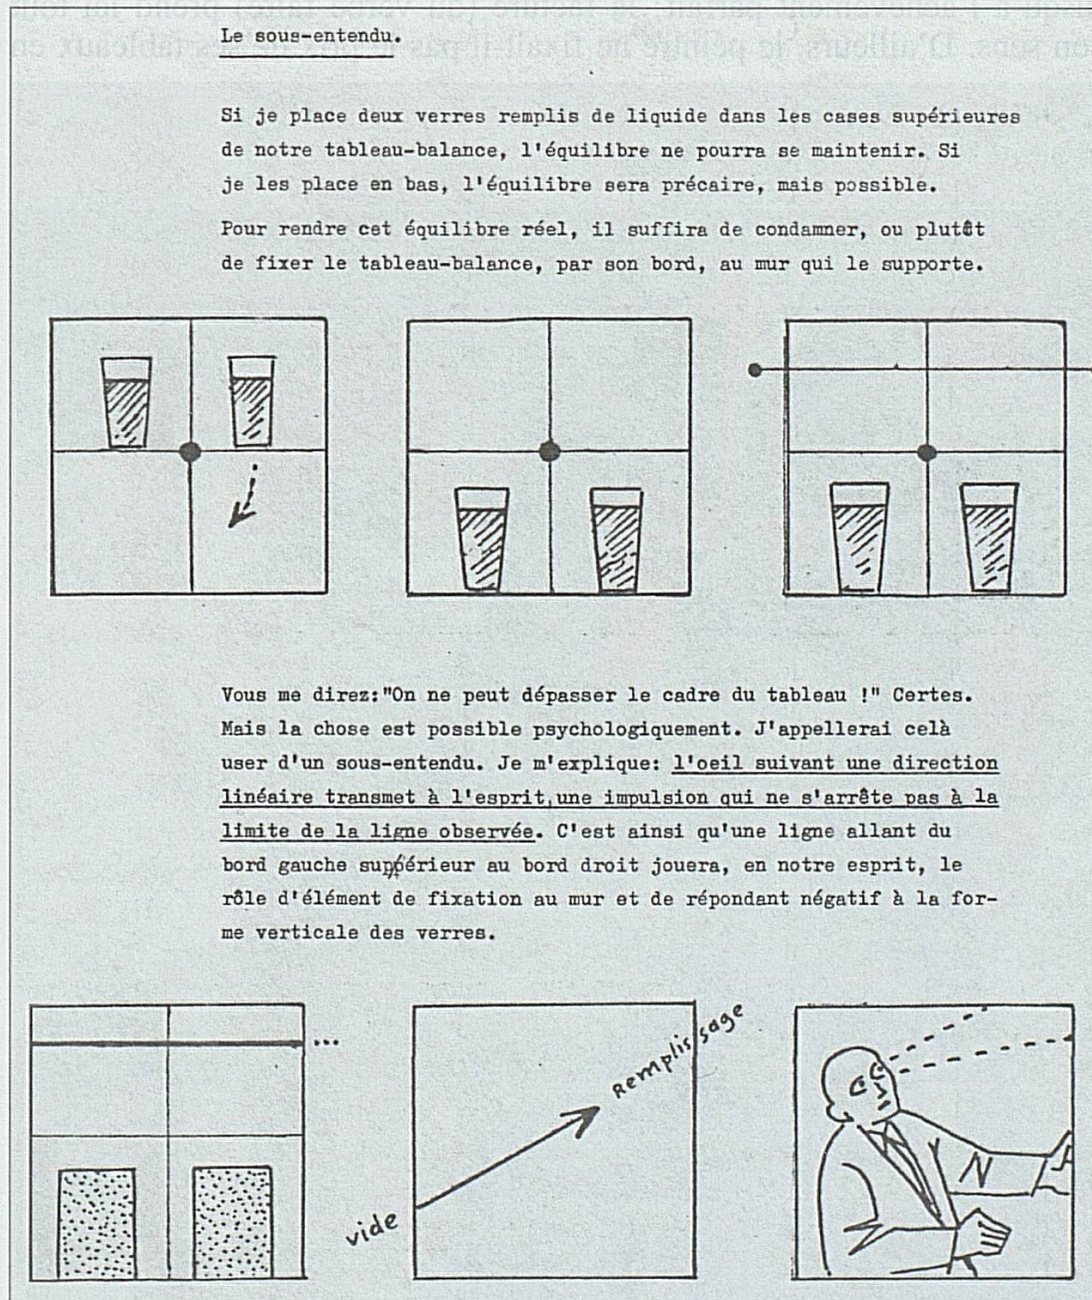 Le sous-entendu.
Si je place deux verres remplis de liquide dans les cases supérieures
de notre tableau-balance, l'équilibre ne pourra se maintenir. Si
je les place en bas, l'équilibre sera précaire, mais possible.
Pour rendre cet équilibre réel, il suffira de condamner, ou plutôt
de fixer le tableau-balance, par son bord, au mur qui le supporte.
Vous me direz:"On ne peut dépasser le cadre du tableau !" Certes.
Mais la chose est possible psychologiquement. J'appellerai celà
user d'un sous-entendu. Je m'explique: l'oeil suivant une direction
linéaire transmet à l'esprit,une impulsion qui ne s'arrête pas à la
limite de la ligne observée. C'est ainsi qu'une ligne allant du
bord gauche supérieur au bord droit jouera, en notre esprit, le
rôle d'élément de fixation au mur et de répondant négatif à la for-
me verticale des verres.
...
Remplissage
vide